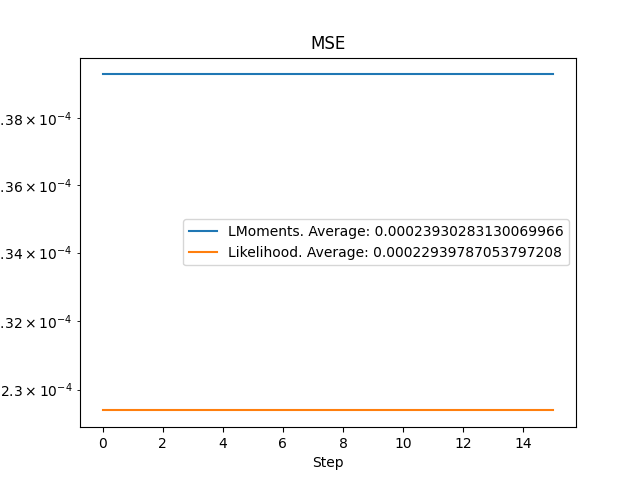 MSE
.38 × 10⁻⁴
.36 × 10⁻⁴
.34 × 10⁻⁴
.32 × 10⁻⁴
2.3 × 10⁻⁴
LMoments. Average: 0.00023930283130069966
Likelihood. Average: 0.00022939787053797208
0 2 4 6 8 10 12 14
Step